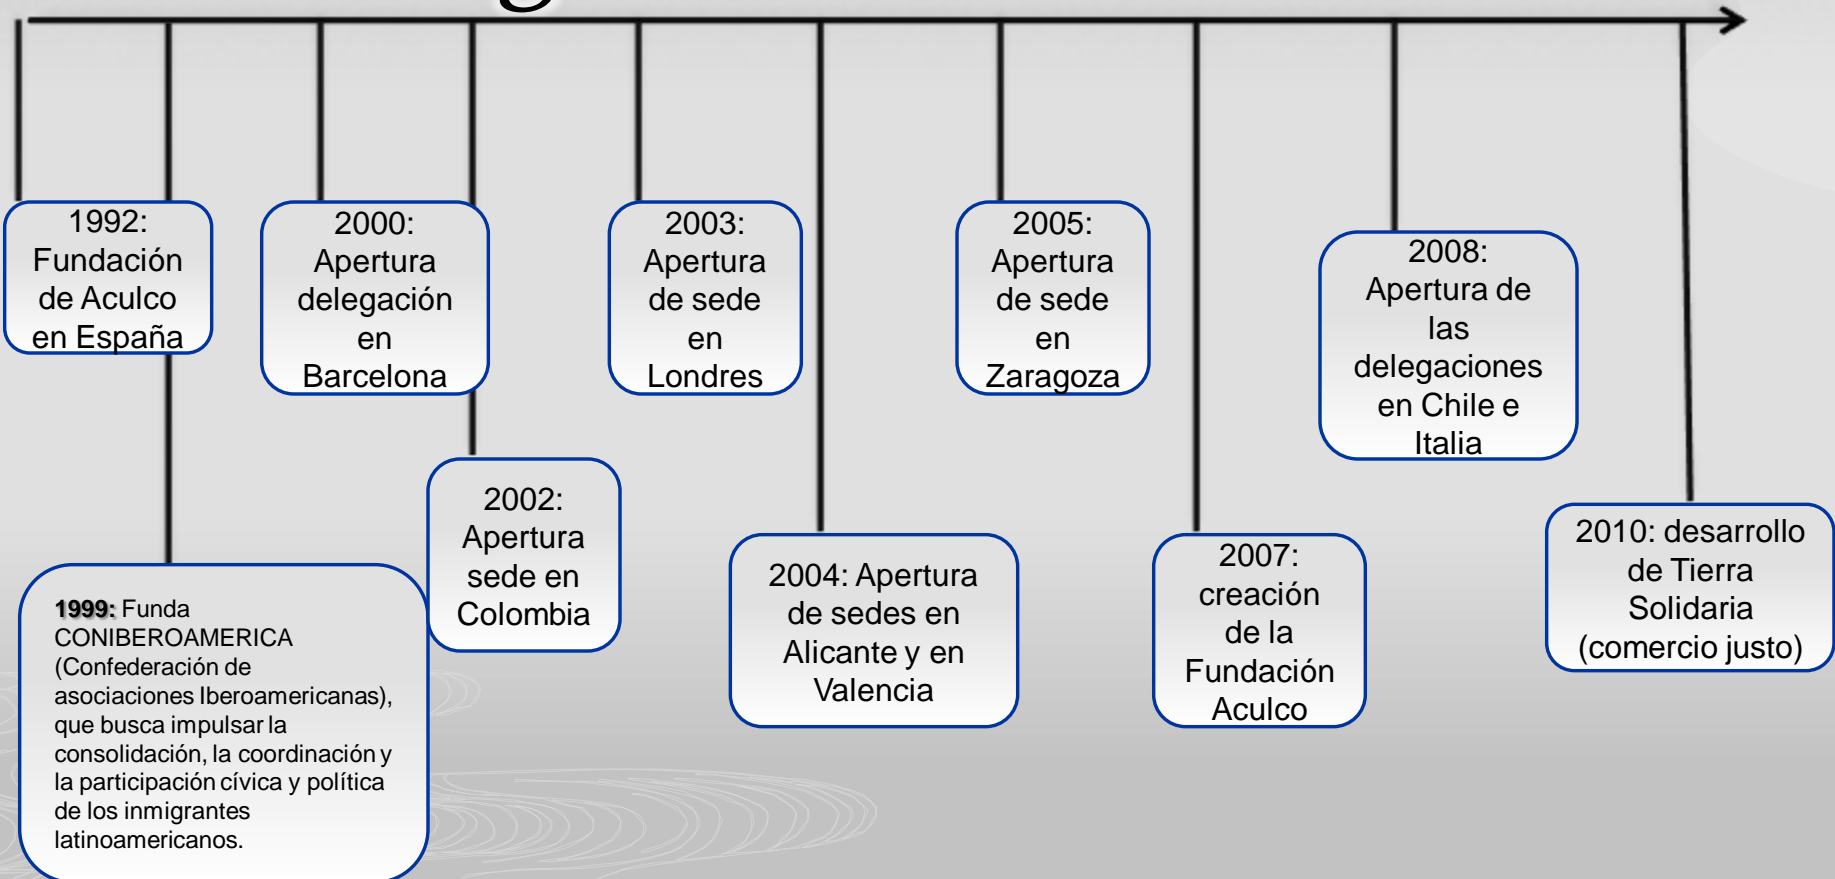 1992:
Fundación
de Aculco
en España
1999: Funda
CONIBEROAMERICA
(Confederación de
asociaciones Iberoamericanas),
que busca impulsar la
consolidación, la coordinación y
la participación cívica y política
de los inmigrantes
latinoamericanos.
2000:
Apertura
delegación
en
Barcelona
2002:
Apertura
sede en
Colombia
2003:
Apertura
de sede
en
Londres
2004: Apertura
de sedes en
Alicante y en
Valencia
2005:
Apertura
de sede
en
Zaragoza
2007:
creación
de la
Fundación
Aculco
2008:
Apertura de
las
delegaciones
en Chile e
Italia
2010: desarrollo
de Tierra
Solidaria
(comercio justo)